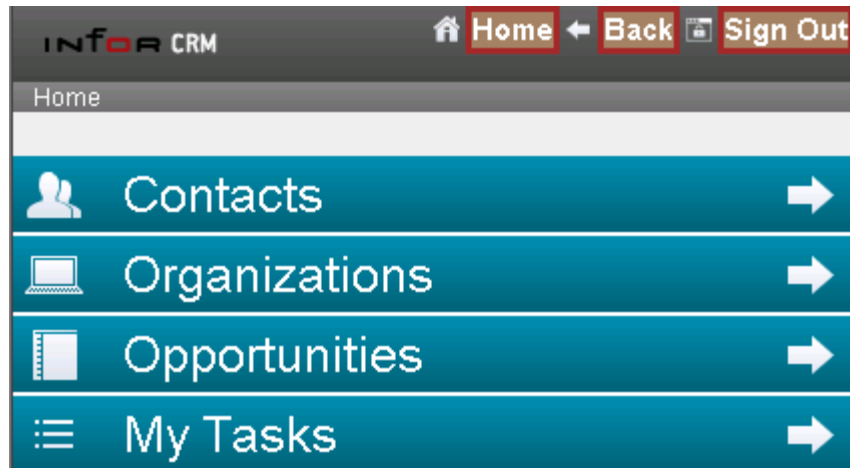 infor CRM Home Back Sign Out
Home
Contacts
Organizations
Opportunities
My Tasks